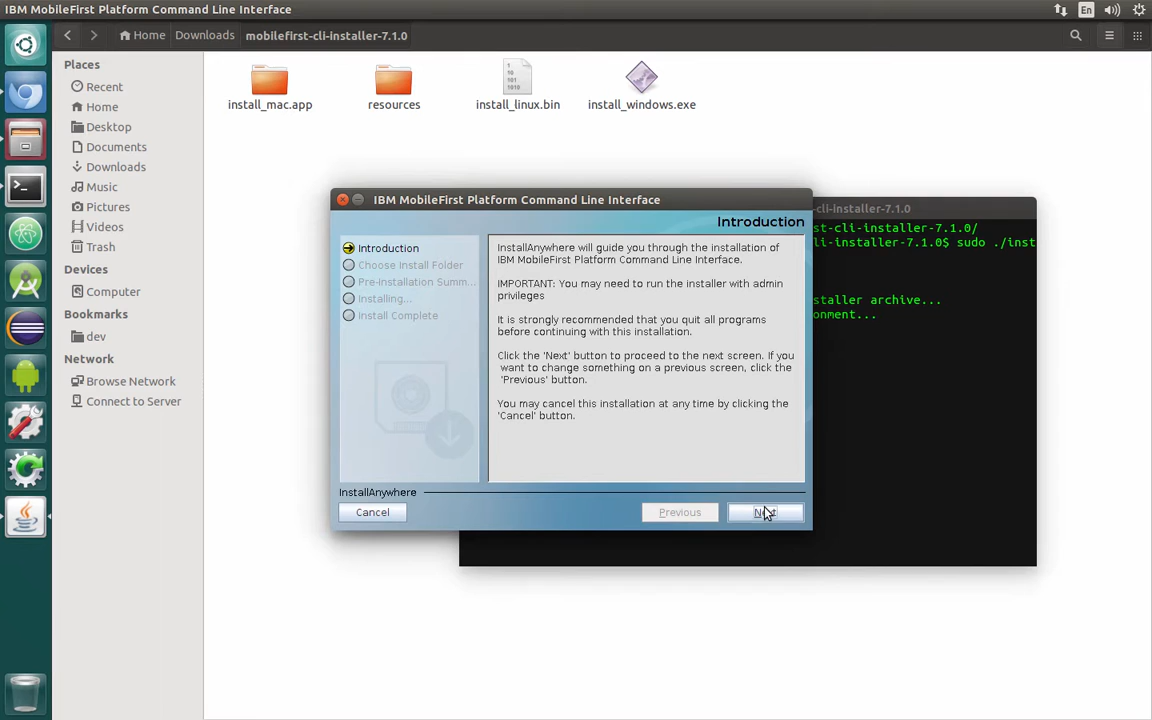 IBM MobileFirst Platform Command Line Interface
En
Home
Downloads
mobilefirst-cli-installer-7.1.0
Places
Recent
Home
Desktop
Documents
Downloads
Music
Pictures
Videos
Trash
Devices
Computer
Bookmarks
dev
Network
Browse Network
Connect to Server
install_mac.app
resources
1
10
101
1010
install_linux.bin
install_windows.exe
IBM MobileFirst Platform Command Line Interface
Introduction
Introduction
Choose Install Folder
Pre-Installation Summ...
Installing...
Install Complete
InstallAnywhere will guide you through the installation of
IBM MobileFirst Platform Command Line Interface.
IMPORTANT: You may need to run the installer with admin
privileges
It is strongly recommended that you quit all programs
before continuing with this installation.
Click the 'Next' button to proceed to the next screen. If you
want to change something on a previous screen, click the
'Previous' button.
You may cancel this installation at any time by clicking the
'Cancel' button.
InstallAnywhere
Cancel
Previous
Next
-cli-installer-7.1.0
st-cli-installer-7.1.0/
cli-installer-7.1.0$ sudo ./inst
staller archive...
onment...